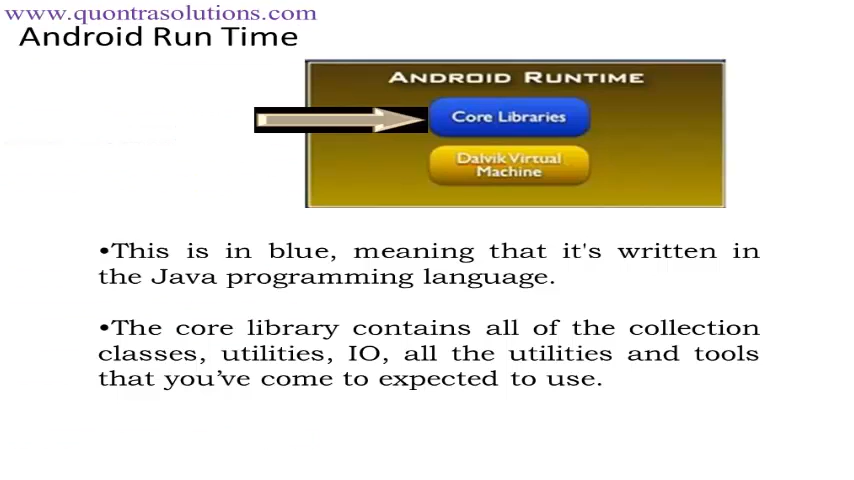 www.quontrasolutions.com
Android Run Time
ANDROID RUNTIME
Core Libraries
Dalvik Virtual
Machine
•This is in blue, meaning that it's written in
the Java programming language.
•The core library contains all of the collection
classes, utilities, IO, all the utilities and tools
that you’ve come to expected to use.